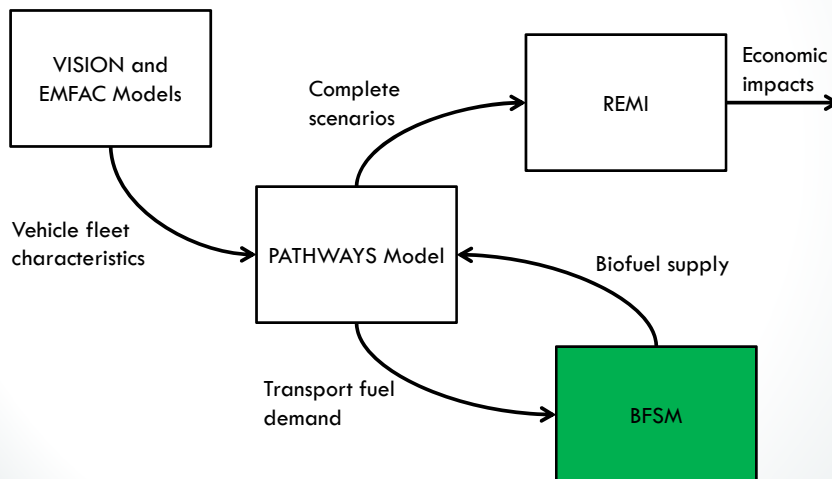 VISION and
EMFAC Models
Complete
scenarios
REMI
Economic
impacts
Vehicle fleet
characteristics
PATHWAYS Model
Biofuel supply
Transport fuel
demand
BFSM